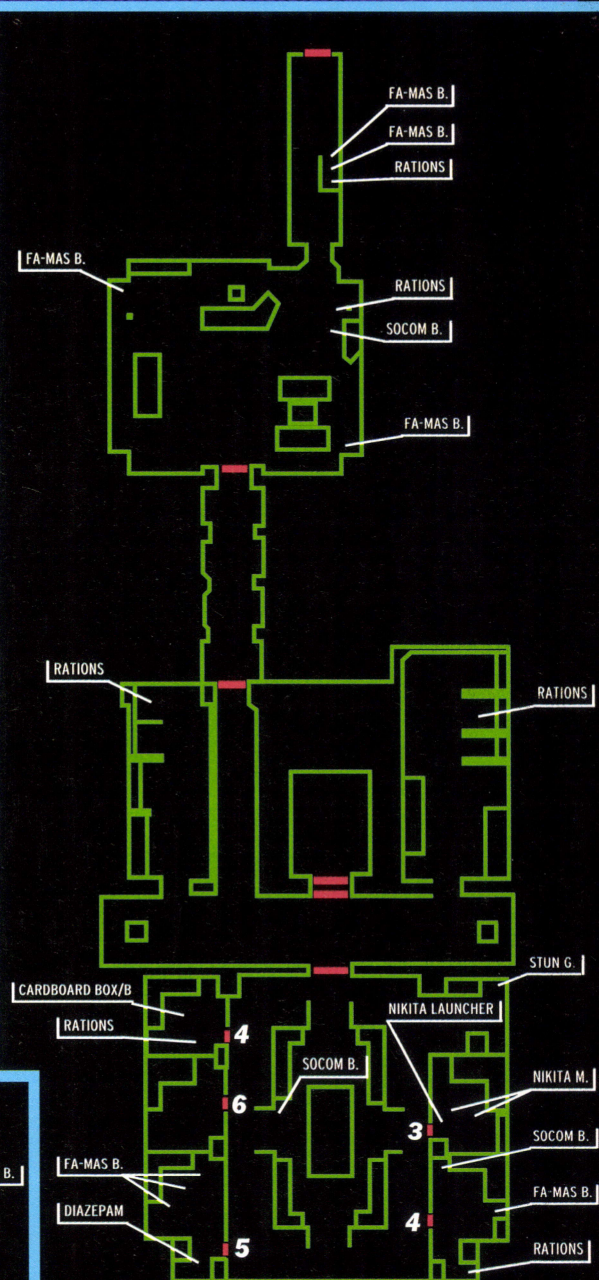 FA-MAS B.
FA-MAS B.
RATIONS
FA-MAS B.
RATIONS
SOCOM B.
FA-MAS B.
RATIONS
RATIONS
STUN G.
CARDBOARD BOX/B
NIKITA LAUNCHER
RATIONS
4
SOCOM B.
NIKITA M.
6
3
SOCOM B.
B.
FA-MAS B.
FA-MAS B.
DIAZEPAM
4
5
RATIONS